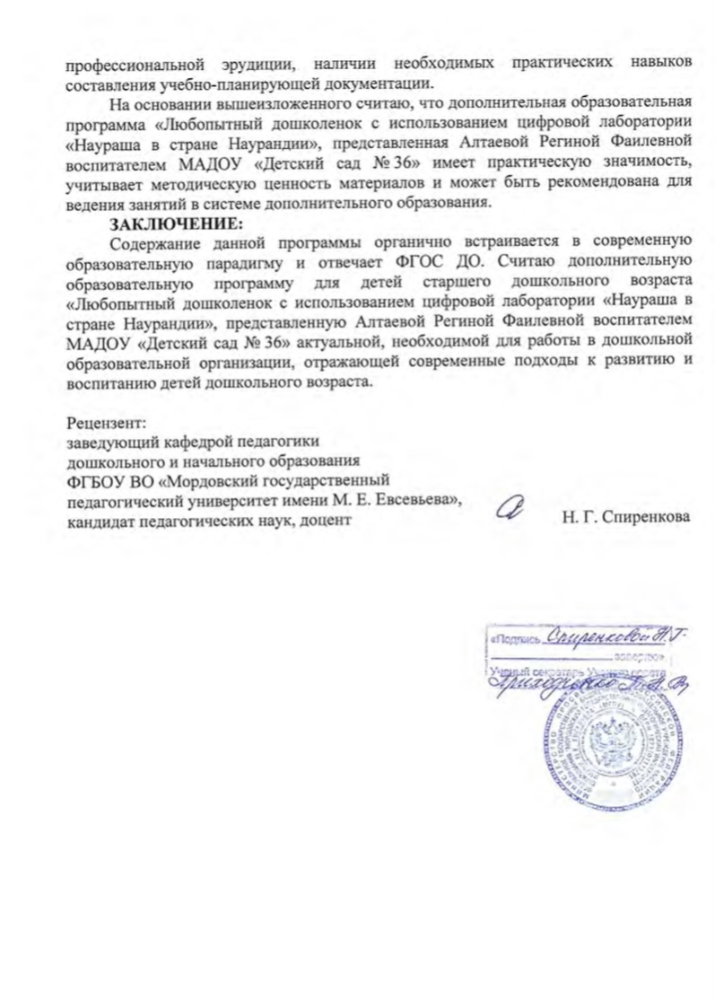 профессиональной эрудиции, наличии необходимых практических навыков
составления учебно-планирующей документации.
На основании вышеизложенного считаю, что дополнительная образовательная
программа «Любопытный дошколенок с использованием цифровой лаборатории
«Наураша в стране Наурандии», представленная Алтаевой Региной Фаилевной
воспитателем МАДОУ «Детский сад № 36» имеет практическую значимость,
учитывает методическую ценность материалов и может быть рекомендована для
ведения занятий в системе дополнительного образования.
ЗАКЛЮЧЕНИЕ:
Содержание данной программы органично встраивается в современную
образовательную парадигму и отвечает ФГОС ДО. Считаю дополнительную
образовательную программу для детей старшего дошкольного возраста
«Любопытный дошколенок с использованием цифровой лаборатории «Наураша в
стране Наурандии», представленную Алтаевой Региной Фаилевной воспитателем
МАДОУ «Детский сад № 36» актуальной, необходимой для работы в дошкольной
образовательной организации, отражающей современные подходы к развитию и
воспитанию детей дошкольного возраста.
Рецензент:
заведующий кафедрой педагогики
дошкольного и начального образования
ФГБОУ ВО «Мордовский государственный
педагогический университет имени М. Е. Евсевьева»,
кандидат педагогических наук, доцент Н. Г. Спиренкова
«Подпись Спиренковой Н.Г.
заверяю»
Учёный секретарь Учёного совета
МИНИСТЕРСТВО ПРОСВЕЩЕНИЯ РОССИЙСКОЙ ФЕДЕРАЦИИ